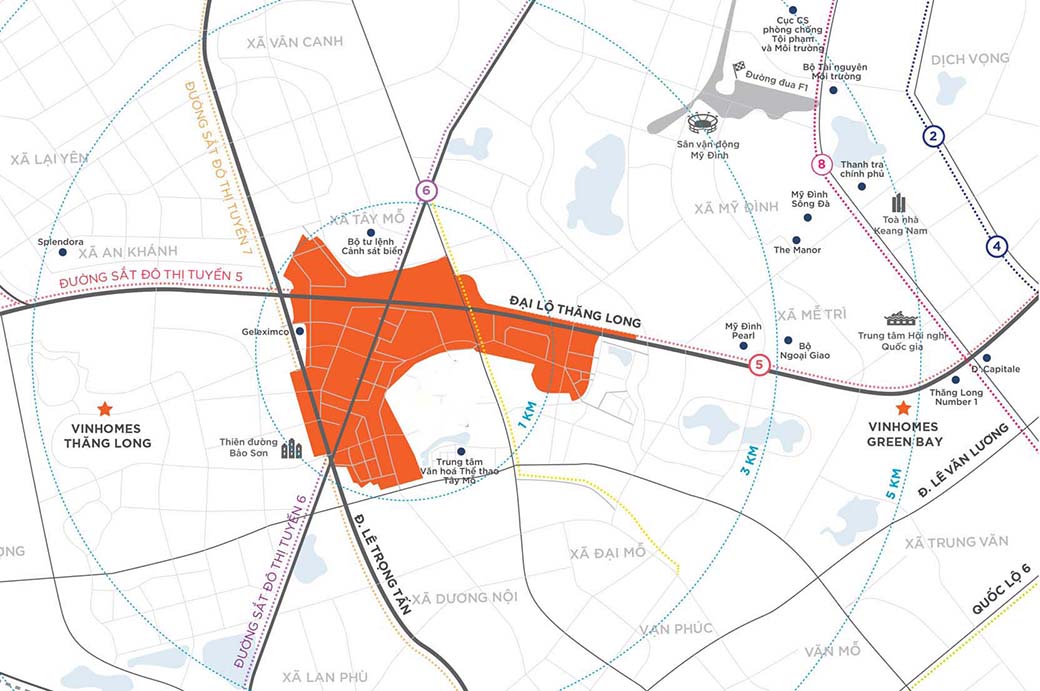 Cục CS
phòng chống
Tội phạm
và Môi trường
XÃ VÂN CANH
DỊCH VỌNG
Bộ Tài nguyên
Môi trường
Đường đua F1
ĐƯỜNG SẮT ĐÔ THỊ TUYẾN 7
2
Sân vận động
Mỹ Đình
XÃ LẠI YÊN
8
Thanh tra
chính phủ
6
Mỹ Đình
Sông Đà
XÃ MỸ ĐÌNH
XÃ TÂY MỖ
Toà nhà
Keang Nam
Bộ tư lệnh
Cảnh sát biển
Splendora
XÃ AN KHÁNH
The Manor
4
ĐƯỜNG SẮT ĐÔ THỊ TUYẾN 5
ĐẠI LỘ THĂNG LONG
XÃ MỄ TRÌ
Geleximco
Mỹ Đình
Pearl
Trung tâm Hội nghị
Quốc gia
Bộ
Ngoại Giao
5
D' Capitale
Thăng Long
Number 1
VINHOMES
THĂNG LONG
1 KM
VINHOMES
GREEN BAY
Thiên đường
Bảo Sơn
Trung tâm
Văn hoá Thể thao
Tây Mỗ
3 KM
5 KM
Đ. LÊ VĂN LƯƠNG
ĐƯỜNG SẮT ĐÔ THỊ TUYẾN 6
Đ. LÊ TRỌNG TẤN
ONG
XÃ ĐẠI MỖ
XÃ TRUNG VĂN
QUỐC LỘ 6
XÃ DƯƠNG NỘI
VẠN PHÚC
VĂN MỖ
XÃ LAN PHÙ